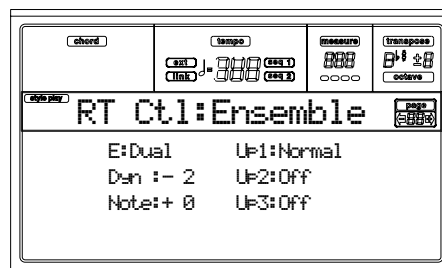 chord tempo measure transpose
ext seq 1
link seq 2
octave
style play RT Ctl:Ensemble page
E:Dual Up1:Normal
Dyn :- 2 Up2:Off
Note:+ 0 Up3:Off